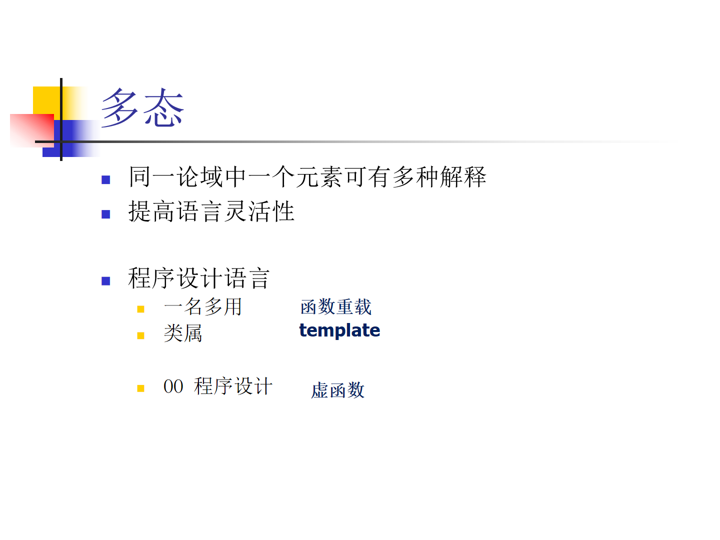 多态
同一论域中一个元素可有多种解释
提高语言灵活性
程序设计语言
一名多用 函数重载
类属 template
OO 程序设计 虚函数